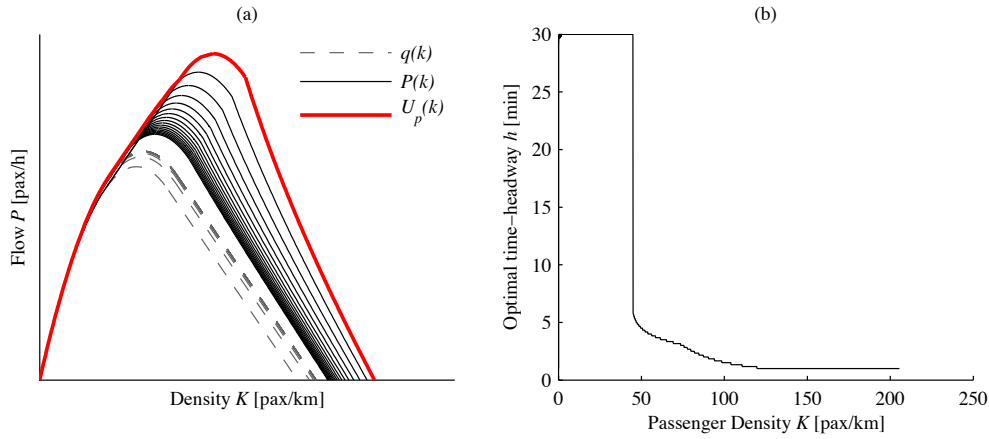 (a)
q(k)
P(k)
U_p(k)
Flow P [pax/h]
Density K [pax/km]
(b)
30
25
20
15
10
5
0
Optimal time−headway h [min]
0 50 100 150 200 250
Passenger Density K [pax/km]